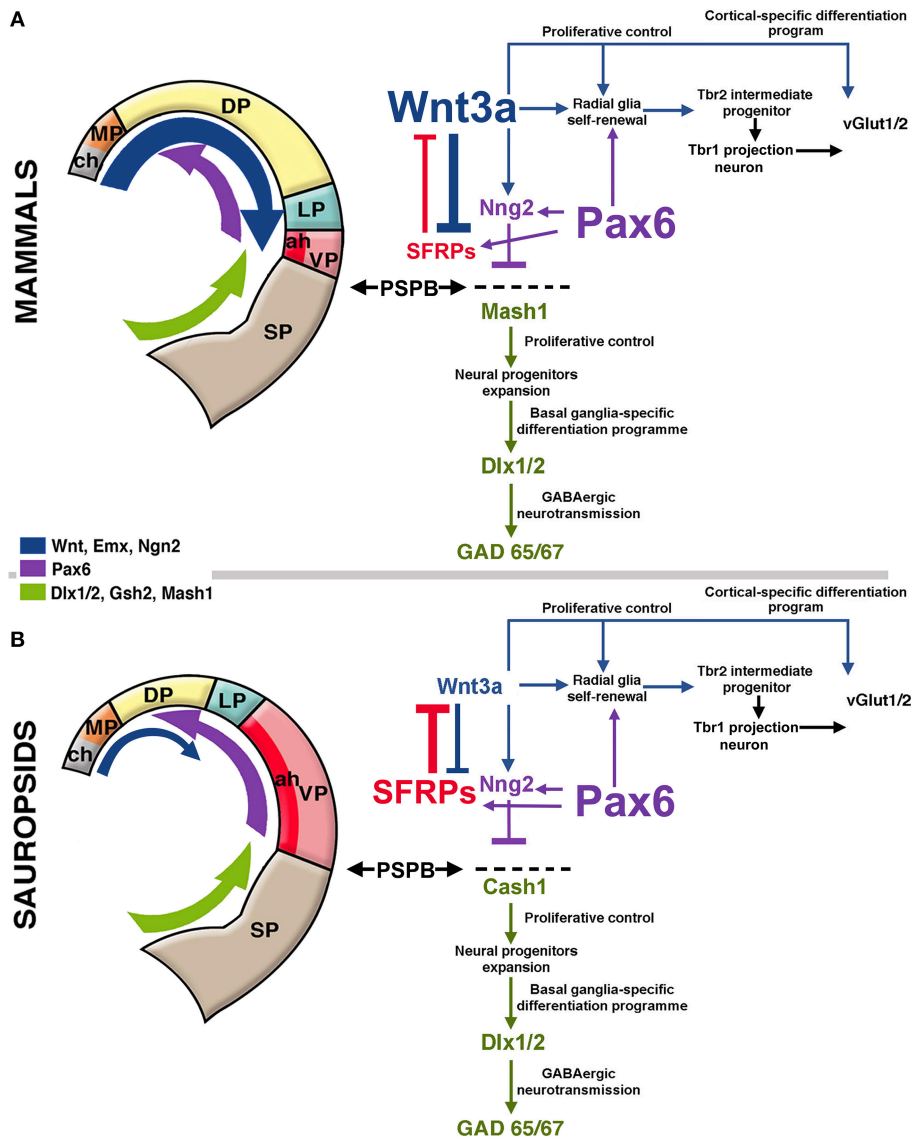 A
MAMMALS
ch
MP
DP
LP
ah
VP
SP
Proliferative control
Cortical-specific differentiation
program
Wnt3a
Radial glia
self-renewal
Tbr2 intermediate
progenitor
Tbr1 projection
neuron
vGlut1/2
Nng2
Pax6
SFRPs
PSPB
Mash1
Proliferative control
Neural progenitors
expansion
Basal ganglia-specific
differentiation programme
Dlx1/2
GABAergic
neurotransmission
GAD 65/67
Wnt, Emx, Ngn2
Pax6
Dlx1/2, Gsh2, Mash1
B
SAUROPSIDS
ch
MP
DP
LP
ah
VP
SP
Proliferative control
Cortical-specific differentiation
program
Wnt3a
Radial glia
self-renewal
Tbr2 intermediate
progenitor
Tbr1 projection
neuron
vGlut1/2
SFRPs
Nng2
Pax6
PSPB
Cash1
Proliferative control
Neural progenitors
expansion
Basal ganglia-specific
differentiation programme
Dlx1/2
GABAergic
neurotransmission
GAD 65/67